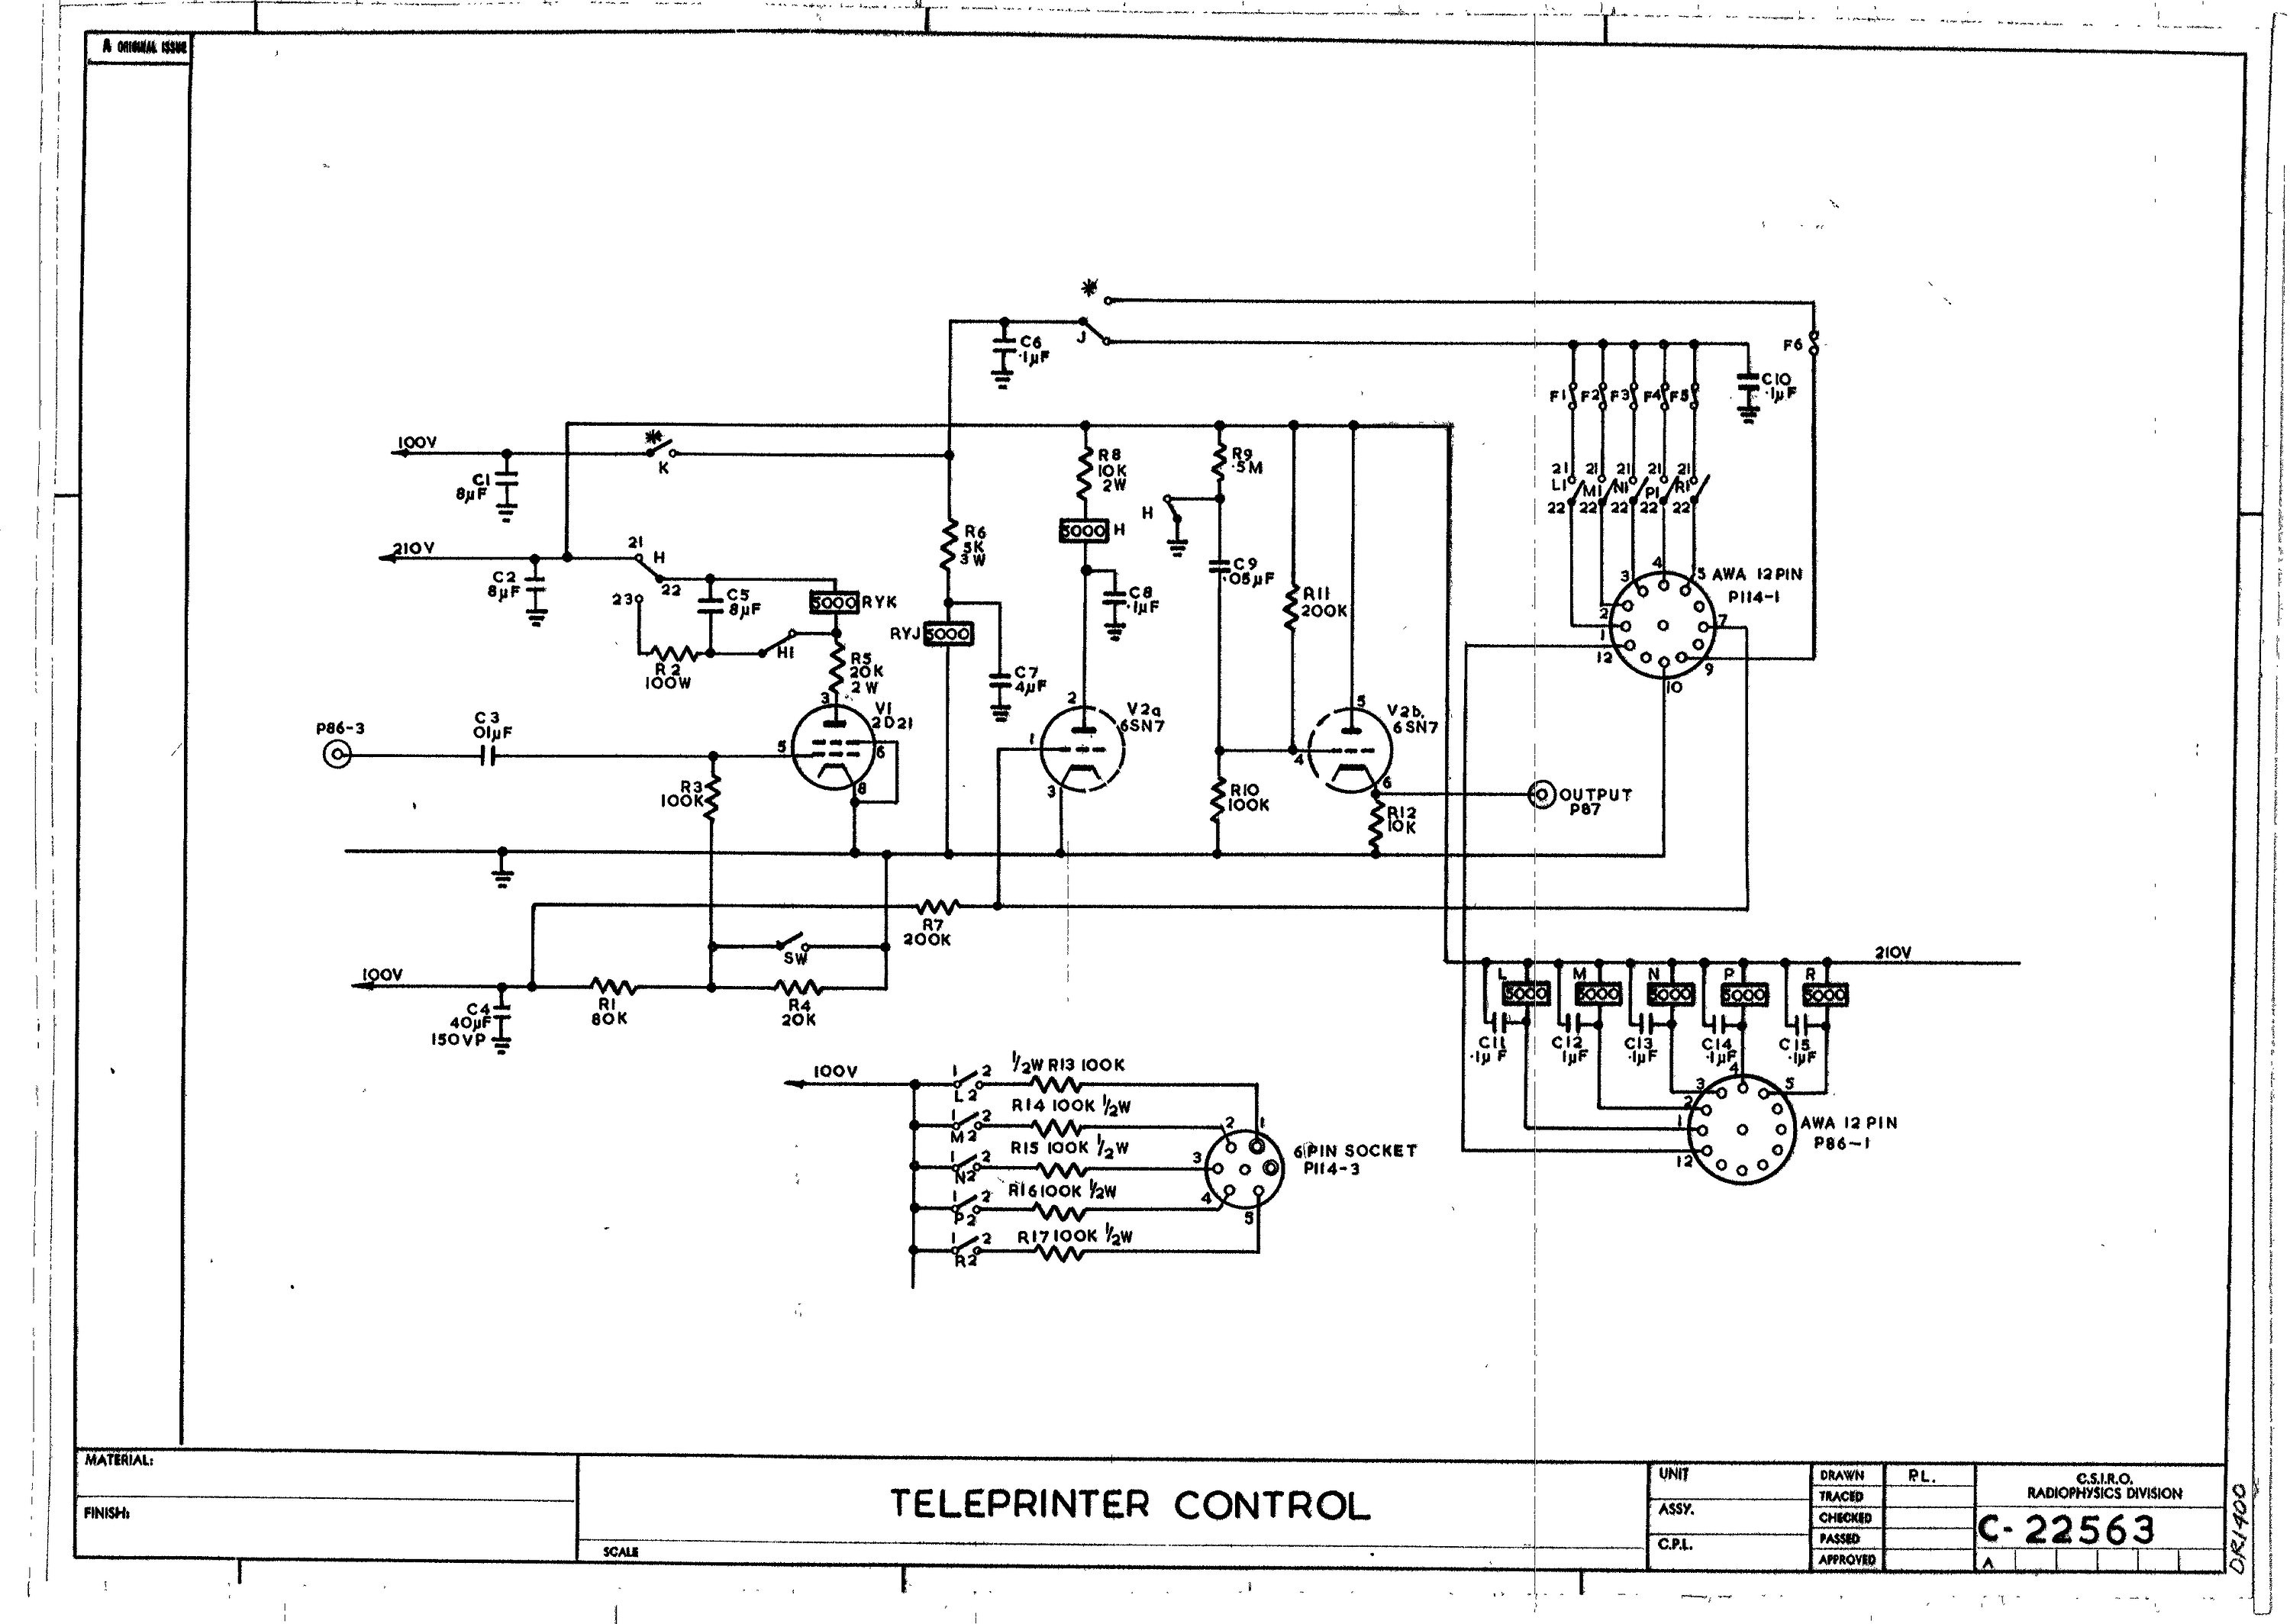 A ORIGINAL ISSUE
*
J
C6
.1µF
F6
C10
.1µF
F1 F2 F3 F4 F5
100V
C1
8µF
*
K
R8
10K
2W
5000 H
R9
.5M
H
21 21 21 21 21
L1 M1 N1 P1 R1
22 22 22 22 22
210V
C2
8µF
21
H
22
23
C5
8µF
5000 RYK
R6
5K
3W
RYJ 5000
C8
.1µF
C9
.05µF
R11
200K
3 4 5 AWA 12 PIN
P114-1
2
1
12
7
9
10
R2
100W
H1
R5
20K
2W
C7
4µF
P86-3
C3
01µF
3
V1
2D21
5
6
8
2
V2a
6SN7
1
3
5
V2b
6SN7
4
6
R3
100K
R10
100K
R12
10K
OUTPUT
P87
R7
200K
SW
100V
C4
40µF
150VP
R1
80K
R4
20K
210V
L M N P R
5000 5000 5000 5000 5000
C11
.1µF
C12
1µF
C13
.1µF
C14
.1µF
C15
.1µF
3 4 5
2
1
12
AWA 12 PIN
P86-1
100V
1 2
L2
1/2W R13 100K
1 2
M2
R14 100K 1/2W
1 2
N2
R15 100K 1/2W
1 2
P2
R16 100K 1/2W
1 2
R2
R17 100K 1/2W
2 1
3
4
5
6 PIN SOCKET
P114-3
MATERIAL:
FINISH:
TELEPRINTER CONTROL
SCALE
UNIT
ASSY.
C.P.L.
DRAWN P.L.
TRACED
CHECKED
PASSED
APPROVED
C.S.I.R.O.
RADIOPHYSICS DIVISION
C-22563
A
DR1400